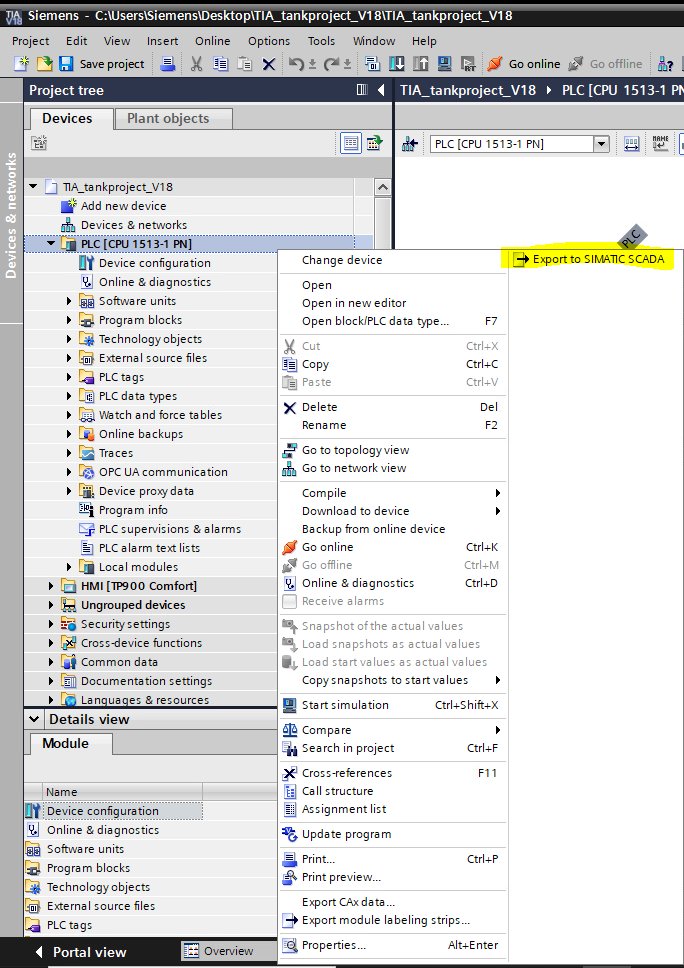 TIA V18 Siemens - C:\Users\Siemens\Desktop\TIA_tankproject_V18\TIA_tankproject_V18
Project Edit View Insert Online Options Tools Window Help
Save project Go online Go offline
Project tree
TIA_tankproject_V18 PLC [CPU 1513-1 PN
Devices Plant objects
Devices & networks
PLC [CPU 1513-1 PN] NAME
TIA_tankproject_V18
Add new device
Devices & networks
PLC [CPU 1513-1 PN]
Device configuration
Online & diagnostics
Software units
Program blocks
Technology objects
External source files
PLC tags
PLC data types
Watch and force tables
Online backups
Traces
OPC UA communication
Device proxy data
Program info
PLC supervisions & alarms
PLC alarm text lists
Local modules
HMI [TP900 Comfort]
Ungrouped devices
Security settings
Cross-device functions
Common data
Documentation settings
Languages & resources
PLC
Change device
Export to SIMATIC SCADA
Open
Open in new editor
Open block/PLC data type... F7
Cut Ctrl+X
Copy Ctrl+C
Paste Ctrl+V
Delete Del
Rename F2
Go to topology view
Go to network view
Compile
Download to device
Backup from online device
Go online Ctrl+K
Go offline Ctrl+M
Online & diagnostics Ctrl+D
Receive alarms
Snapshot of the actual values
Load snapshots as actual values
Load start values as actual values
Copy snapshots to start values
Start simulation Ctrl+Shift+X
Compare
Search in project Ctrl+F
Cross-references F11
Call structure
Assignment list
Update program
Print... Ctrl+P
Print preview...
Export CAx data...
Export module labeling strips...
Properties... Alt+Enter
Details view
Module
Name
Device configuration
Online & diagnostics
Software units
Program blocks
Technology objects
External source files
PLC tags
Portal view Overview